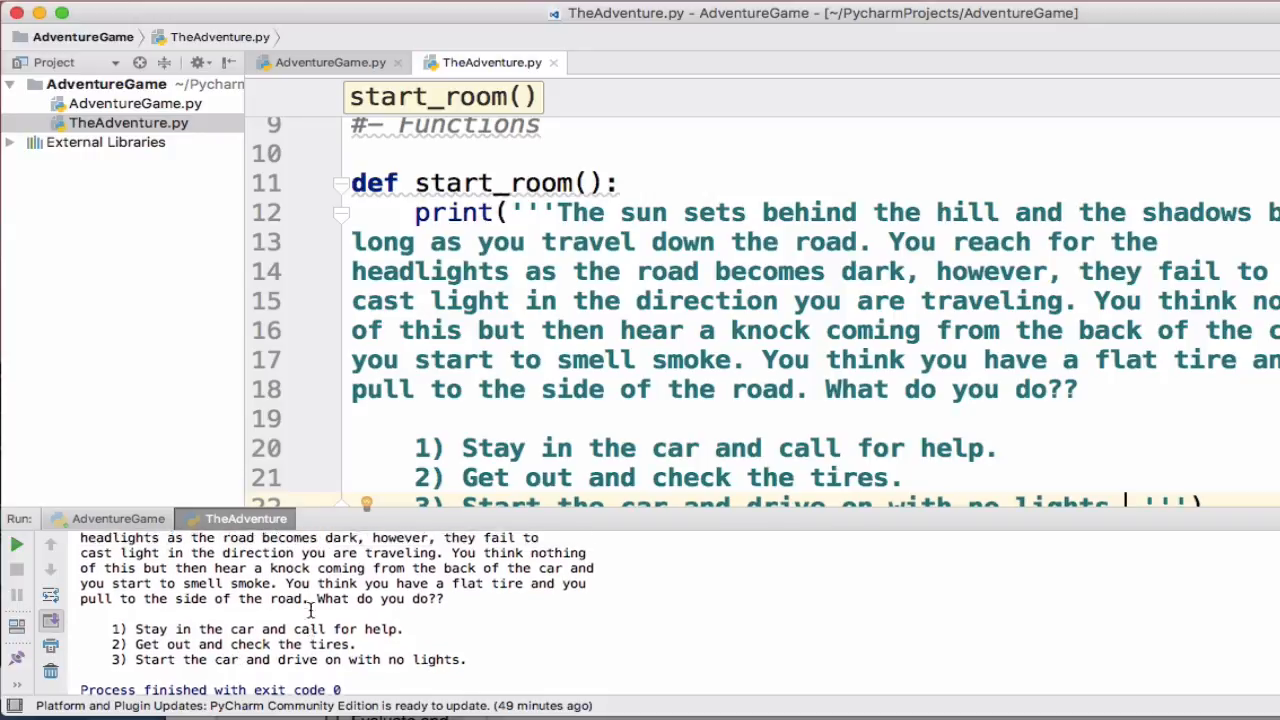 TheAdventure.py - AdventureGame - [~/PycharmProjects/AdventureGame]
AdventureGame TheAdventure.py
Project AdventureGame.py TheAdventure.py
AdventureGame ~/Pycharm
AdventureGame.py
TheAdventure.py
External Libraries
start_room()
9 #- Functions
10
11 def start_room():
12 print('''The sun sets behind the hill and the shadows b
13 long as you travel down the road. You reach for the
14 headlights as the road becomes dark, however, they fail to
15 cast light in the direction you are traveling. You think no
16 of this but then hear a knock coming from the back of the c
17 you start to smell smoke. You think you have a flat tire an
18 pull to the side of the road. What do you do??
19
20 1) Stay in the car and call for help.
21 2) Get out and check the tires.
22 3) Start the car and drive on with no lights. ''')
Run: AdventureGame TheAdventure
headlights as the road becomes dark, however, they fail to
cast light in the direction you are traveling. You think nothing
of this but then hear a knock coming from the back of the car and
you start to smell smoke. You think you have a flat tire and you
pull to the side of the road. What do you do??
1) Stay in the car and call for help.
2) Get out and check the tires.
3) Start the car and drive on with no lights.
Process finished with exit code 0
Platform and Plugin Updates: PyCharm Community Edition is ready to update. (49 minutes ago)